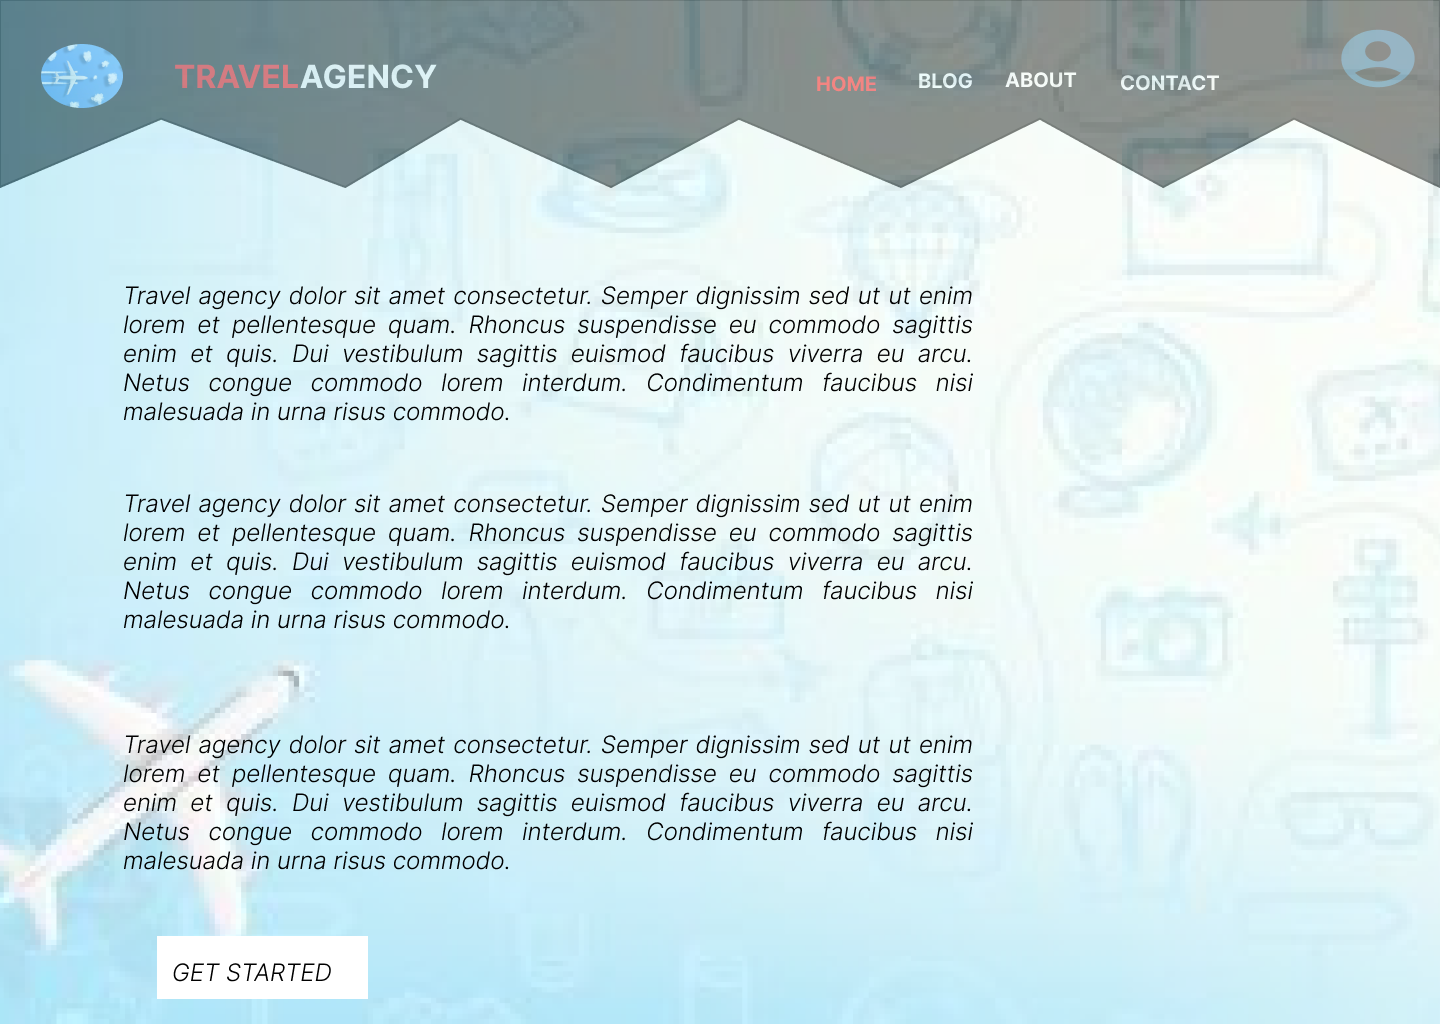 TRAVELAGENCY
HOME BLOG ABOUT CONTACT
Travel agency dolor sit amet consectetur. Semper dignissim sed ut ut enim
lorem et pellentesque quam. Rhoncus suspendisse eu commodo sagittis
enim et quis. Dui vestibulum sagittis euismod faucibus viverra eu arcu.
Netus congue commodo lorem interdum. Condimentum faucibus nisi
malesuada in urna risus commodo.
Travel agency dolor sit amet consectetur. Semper dignissim sed ut ut enim
lorem et pellentesque quam. Rhoncus suspendisse eu commodo sagittis
enim et quis. Dui vestibulum sagittis euismod faucibus viverra eu arcu.
Netus congue commodo lorem interdum. Condimentum faucibus nisi
malesuada in urna risus commodo.
Travel agency dolor sit amet consectetur. Semper dignissim sed ut ut enim
lorem et pellentesque quam. Rhoncus suspendisse eu commodo sagittis
enim et quis. Dui vestibulum sagittis euismod faucibus viverra eu arcu.
Netus congue commodo lorem interdum. Condimentum faucibus nisi
malesuada in urna risus commodo.
GET STARTED